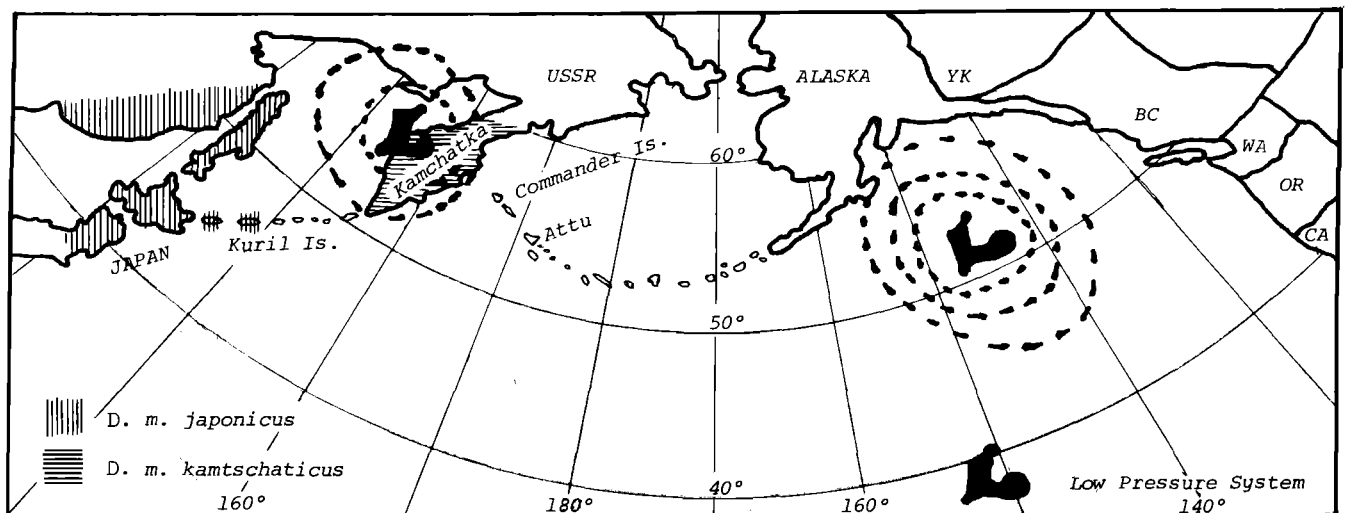 USSR
ALASKA
YK
BC
WA
OR
CA
Kamchatka
Commander Is.
60°
Attu
Kuril Is.
JAPAN
50°
D. m. japonicus
D. m. kamtschaticus
L
L
L
Low Pressure System
160°
180°
40°
160°
140°